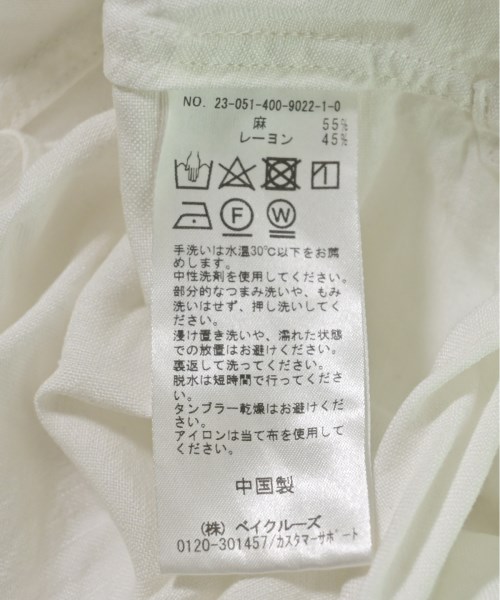 NO. 23-051-400-9022-1-0
麻 55%
レーヨン 45%
F W
手洗いは水温30℃以下をお薦
めします。
中性洗剤を使用してください。
部分的なつまみ洗いや、もみ
洗いはせず、押し洗いしてく
ださい。
浸け置き洗いや、濡れた状態
での放置はお避けください。
裏返して洗ってください。
脱水は短時間で行ってくださ
い。
タンブラー乾燥はお避けくだ
さい。
アイロンは当て布を使用して
ください。
中国製
(株) ベイクルーズ
0120-301457/カスタマーサポート